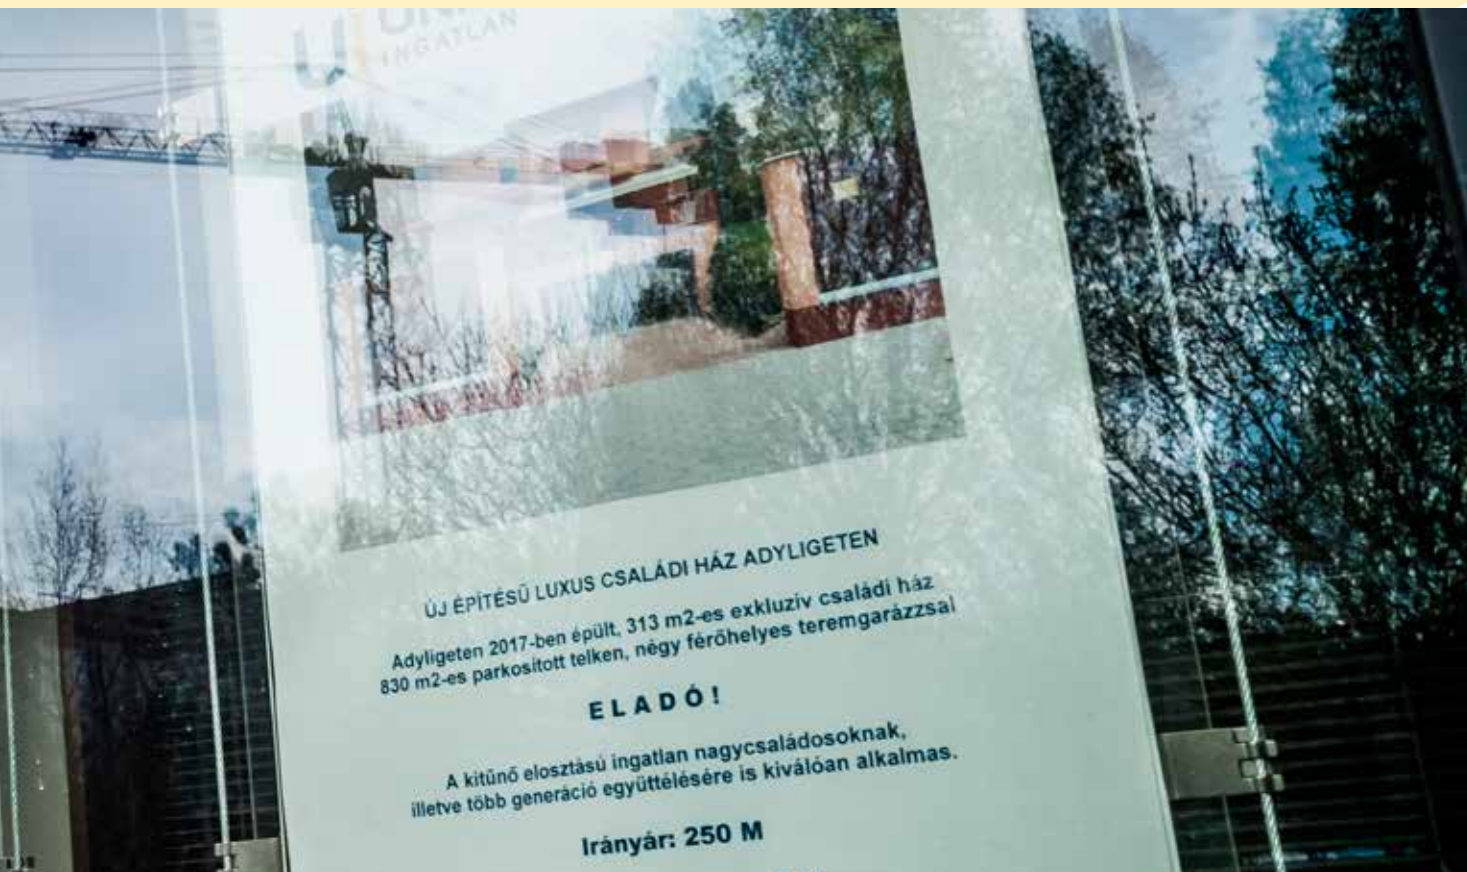 INGATLAN
ÚJ ÉPÍTÉSŰ LUXUS CSALÁDI HÁZ ADYLIGETEN
Adyligeten 2017-ben épült, 313 m2-es exkluzív családi ház
830 m2-es parkosított telken, négy férőhelyes teremgarázzsal
ELADÓ!
A kitűnő elosztású ingatlan nagycsaládosoknak,
illetve több generáció együttélésére is kiválóan alkalmas.
Irányár: 250 M